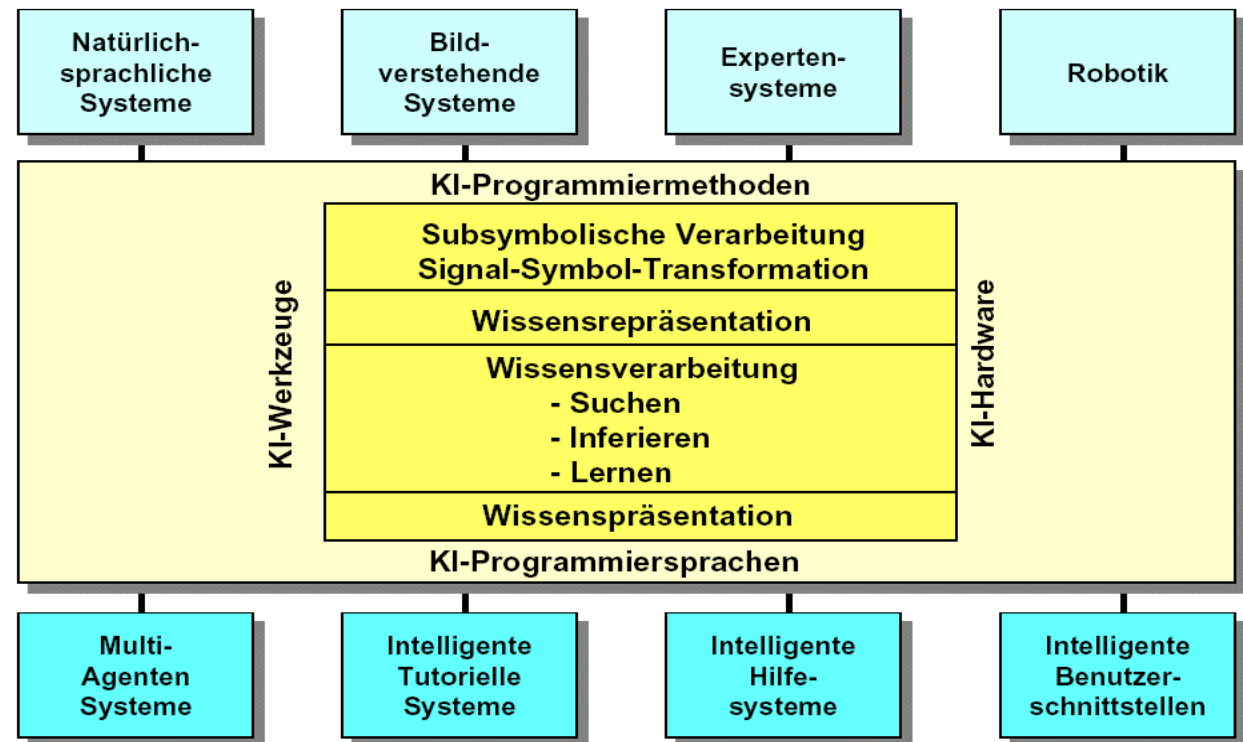 Natürlich-
sprachliche
Systeme
Bild-
verstehende
Systeme
Experten-
systeme
Robotik
KI-Programmiermethoden
KI-Werkzeuge
Subsymbolische Verarbeitung
Signal-Symbol-Transformation
Wissensrepräsentation
Wissensverarbeitung
- Suchen
- Inferieren
- Lernen
Wissenspräsentation
KI-Hardware
KI-Programmiersprachen
Multi-
Agenten
Systeme
Intelligente
Tutorielle
Systeme
Intelligente
Hilfe-
systeme
Intelligente
Benutzer-
schnittstellen